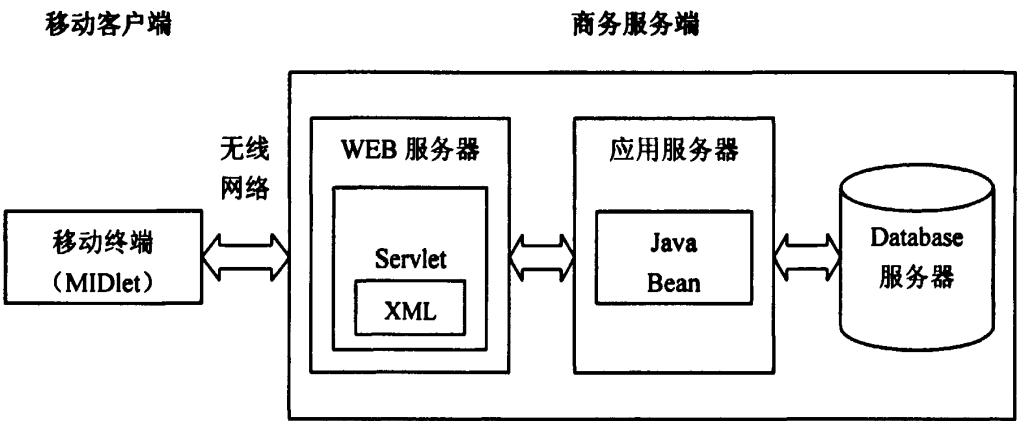 移动客户端
商务服务端
无线
网络
移动终端
（MIDlet）
WEB 服务器
Servlet
XML
应用服务器
Java
Bean
Database
服务器